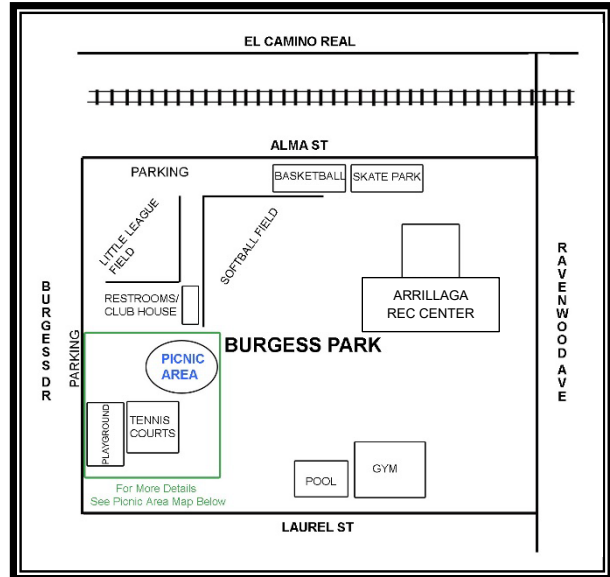 EL CAMINO REAL
ALMA ST
PARKING
BASKETBALL
SKATE PARK
LITTLE LEAGUE
FIELD
SOFTBALL FIELD
RESTROOMS/
CLUB HOUSE
ARRILLAGA
REC CENTER
RAVENWOOD AVE
BURGESS DR
PARKING
BURGESS PARK
PICNIC
AREA
PLAYGROUND
TENNIS
COURTS
POOL
GYM
For More Details
See Picnic Area Map Below
LAUREL ST